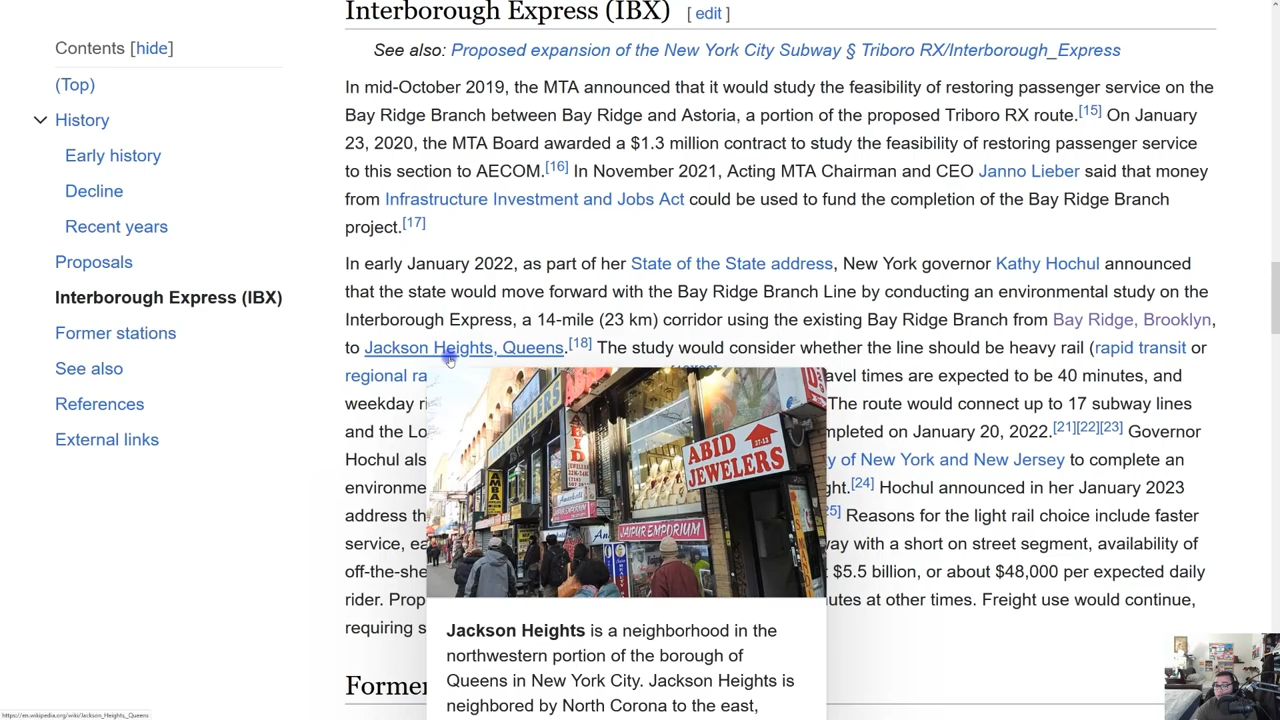 Interborough Express (IBX) [ edit ]
Contents [hide]
(Top)
History
Early history
Decline
Recent years
Proposals
Interborough Express (IBX)
Former stations
See also
References
External links
See also: Proposed expansion of the New York City Subway § Triboro RX/Interborough_Express
In mid-October 2019, the MTA announced that it would study the feasibility of restoring passenger service on the
Bay Ridge Branch between Bay Ridge and Astoria, a portion of the proposed Triboro RX route.[15] On January
23, 2020, the MTA Board awarded a $1.3 million contract to study the feasibility of restoring passenger service
to this section to AECOM.[16] In November 2021, Acting MTA Chairman and CEO Janno Lieber said that money
from Infrastructure Investment and Jobs Act could be used to fund the completion of the Bay Ridge Branch
project.[17]
In early January 2022, as part of her State of the State address, New York governor Kathy Hochul announced
that the state would move forward with the Bay Ridge Branch Line by conducting an environmental study on the
Interborough Express, a 14-mile (23 km) corridor using the existing Bay Ridge Branch from Bay Ridge, Brooklyn,
to Jackson Heights, Queens.[18] The study would consider whether the line should be heavy rail (rapid transit or
regional ra avel times are expected to be 40 minutes, and
weekday ri The route would connect up to 17 subway lines
and the Lo mpleted on January 20, 2022.[21][22][23] Governor
Hochul als y of New York and New Jersey to complete an
environme ght.[24] Hochul announced in her January 2023
address th 25] Reasons for the light rail choice include faster
service, ea way with a short on street segment, availability of
off-the-she $5.5 billion, or about $48,000 per expected daily
rider. Prop utes at other times. Freight use would continue,
requiring s
ABID
JEWELERS
37-13
ABID
JAIPUR EMPORIUM
Jackson Heights is a neighborhood in the
northwestern portion of the borough of
Queens in New York City. Jackson Heights is
neighbored by North Corona to the east,
Former
https://en.wikipedia.org/wiki/Jackson_Heights,_Queens